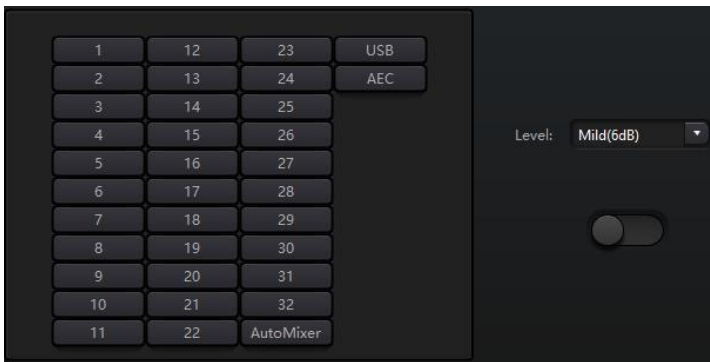 1 12 23 USB
2 13 24 AEC
3 14 25
4 15 26 Level: Mild(6dB)
5 16 27
6 17 28
7 18 29
8 19 30
9 20 31
10 21 32
11 22 AutoMixer